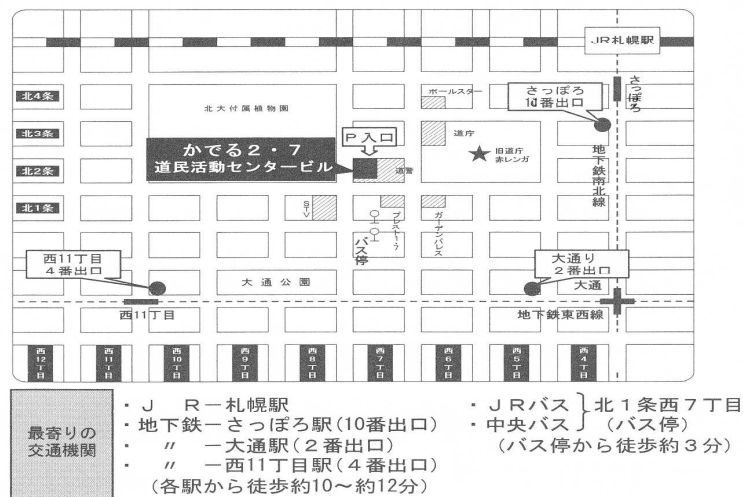 JR札幌駅
さっぽろ
北4条
北大付属植物園
ポールスター
さっぽろ
10番出口
北3条
P入口
道庁
かでる2・7
道民活動センタービル
旧道庁
赤レンガ
地下鉄南北線
北2条
道警
北1条
STV
バス停
プレスト1・7
ガーデンパレス
西11丁目
4番出口
大通り
2番出口
大通公園
大通
西11丁目
地下鉄東西線
西12丁目
西11丁目
西10丁目
西9丁目
西8丁目
西7丁目
西6丁目
西5丁目
西4丁目
最寄りの
交通機関
・J R－札幌駅
・地下鉄－さっぽろ駅(10番出口)
・ 〃 －大通駅(2番出口)
・ 〃 －西11丁目駅(4番出口)
(各駅から徒歩約10～約12分)
・JRバス
・中央バス
北1条西7丁目
(バス停)
(バス停から徒歩約3分)